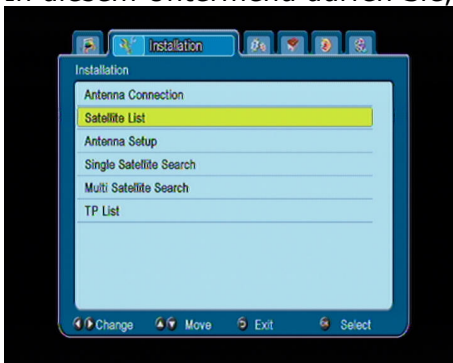 In diesem Untermenü dürfen Sie,
Installation
Installation
Antenna Connection
Satellite List
Antenna Setup
Single Satellite Search
Multi Satellite Search
TP List
Change Move Exit Select